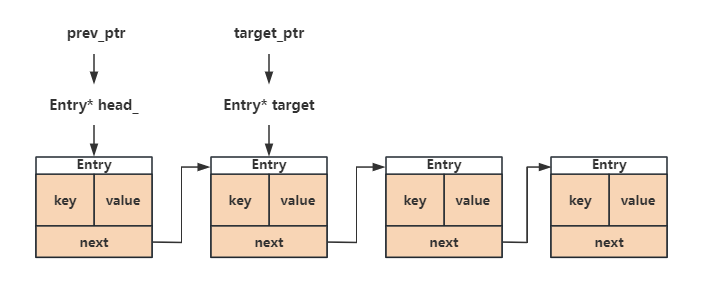 prev_ptr target_ptr
Entry* head_ Entry* target
Entry Entry Entry Entry
key value key value key value key value
next next next next